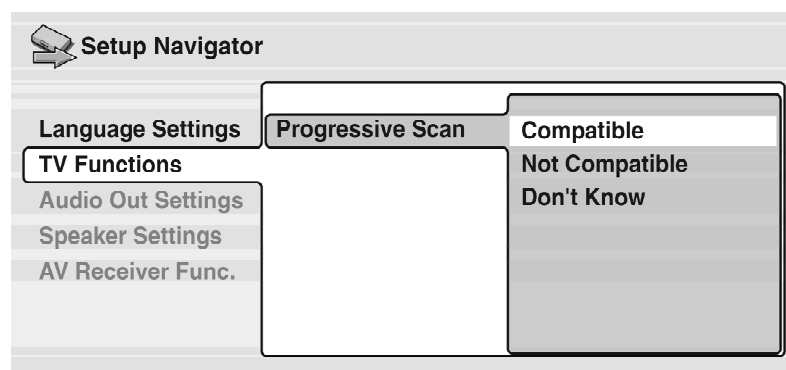 Setup Navigator
Language Settings
TV Functions
Audio Out Settings
Speaker Settings
AV Receiver Func.
Progressive Scan
Compatible
Not Compatible
Don't Know